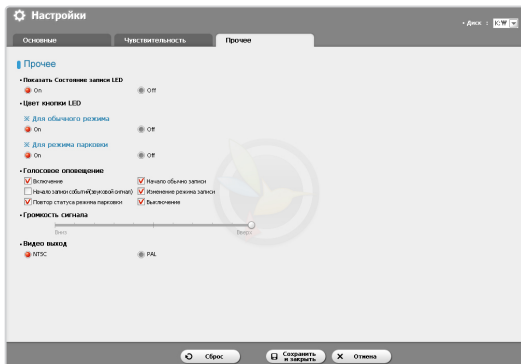 Настройки
• Диск : K:₩
Основные Чувствительность Прочее
Прочее
• Показать Состояние записи LED
On Off
• Цвет кнопки LED
※ Для обычного режима
On Off
※ Для режима парковки
On Off
• Голосовое оповещение
Включение Начало обычно записи
Начало записи событий(звуковой сигнал) Изменение режима записи
Повтор статуса режима парковки Выключение
• Громкость сигнала
Вниз Вверх
• Видео выход
NTSC PAL
Сброс Сохранить и закрыть Отмена